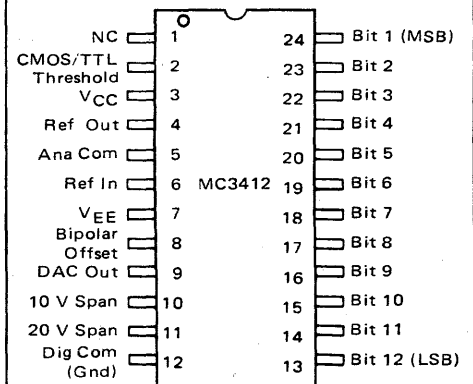 NC 1 24 Bit 1 (MSB)
CMOS/TTL
Threshold 2 23 Bit 2
VCC 3 22 Bit 3
Ref Out 4 21 Bit 4
Ana Com 5 20 Bit 5
Ref In 6 MC3412 19 Bit 6
VEE 7 18 Bit 7
Bipolar
Offset 8 17 Bit 8
DAC Out 9 16 Bit 9
10 V Span 10 15 Bit 10
20 V Span 11 14 Bit 11
Dig Com
(Gnd) 12 13 Bit 12 (LSB)